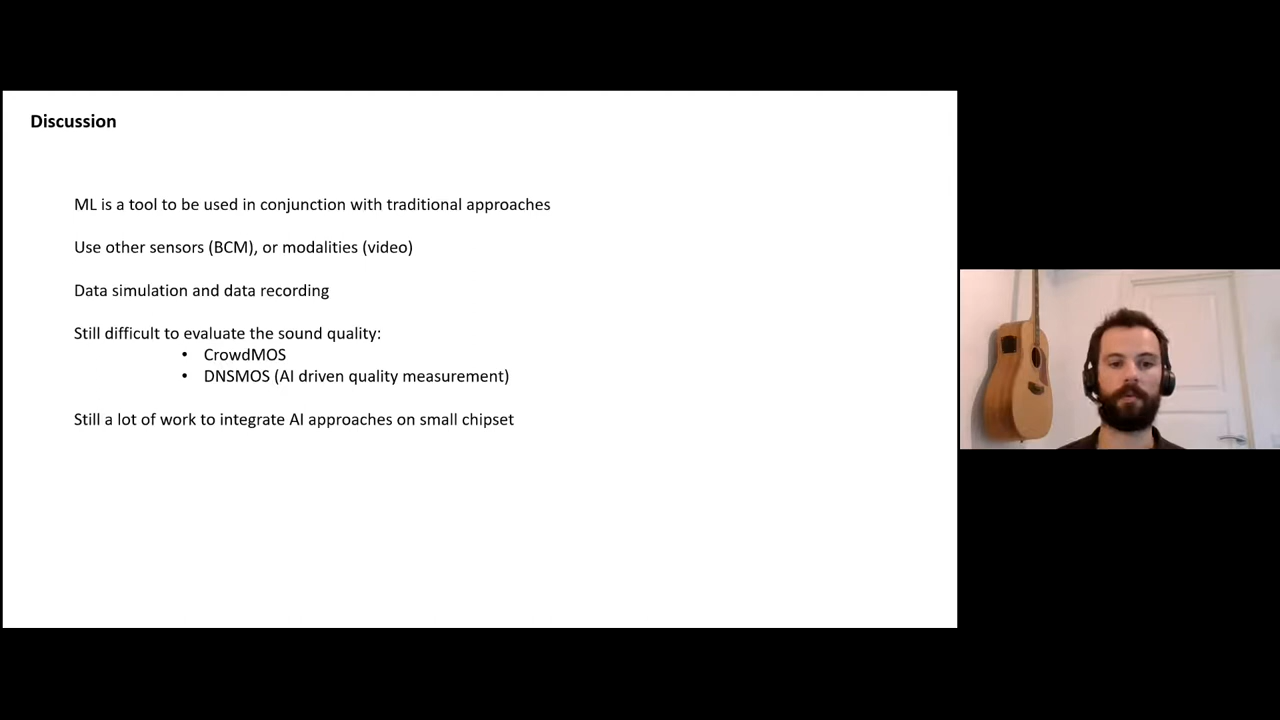 Discussion
ML is a tool to be used in conjunction with traditional approaches
Use other sensors (BCM), or modalities (video)
Data simulation and data recording
Still difficult to evaluate the sound quality:
• CrowdMOS
• DNSMOS (AI driven quality measurement)
Still a lot of work to integrate AI approaches on small chipset